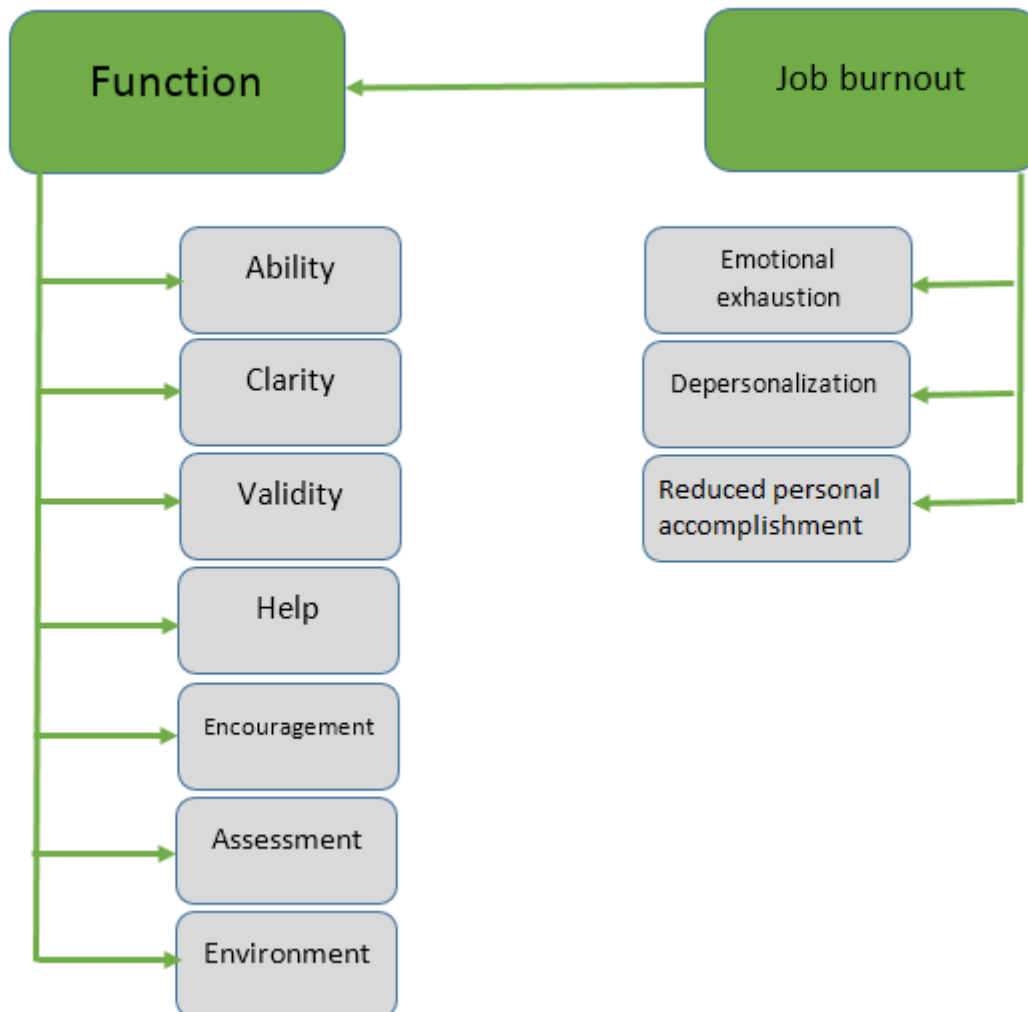 Function
Job burnout
Ability
Clarity
Validity
Help
Encouragement
Assessment
Environment
Emotional
exhaustion
Depersonalization
Reduced personal
accomplishment